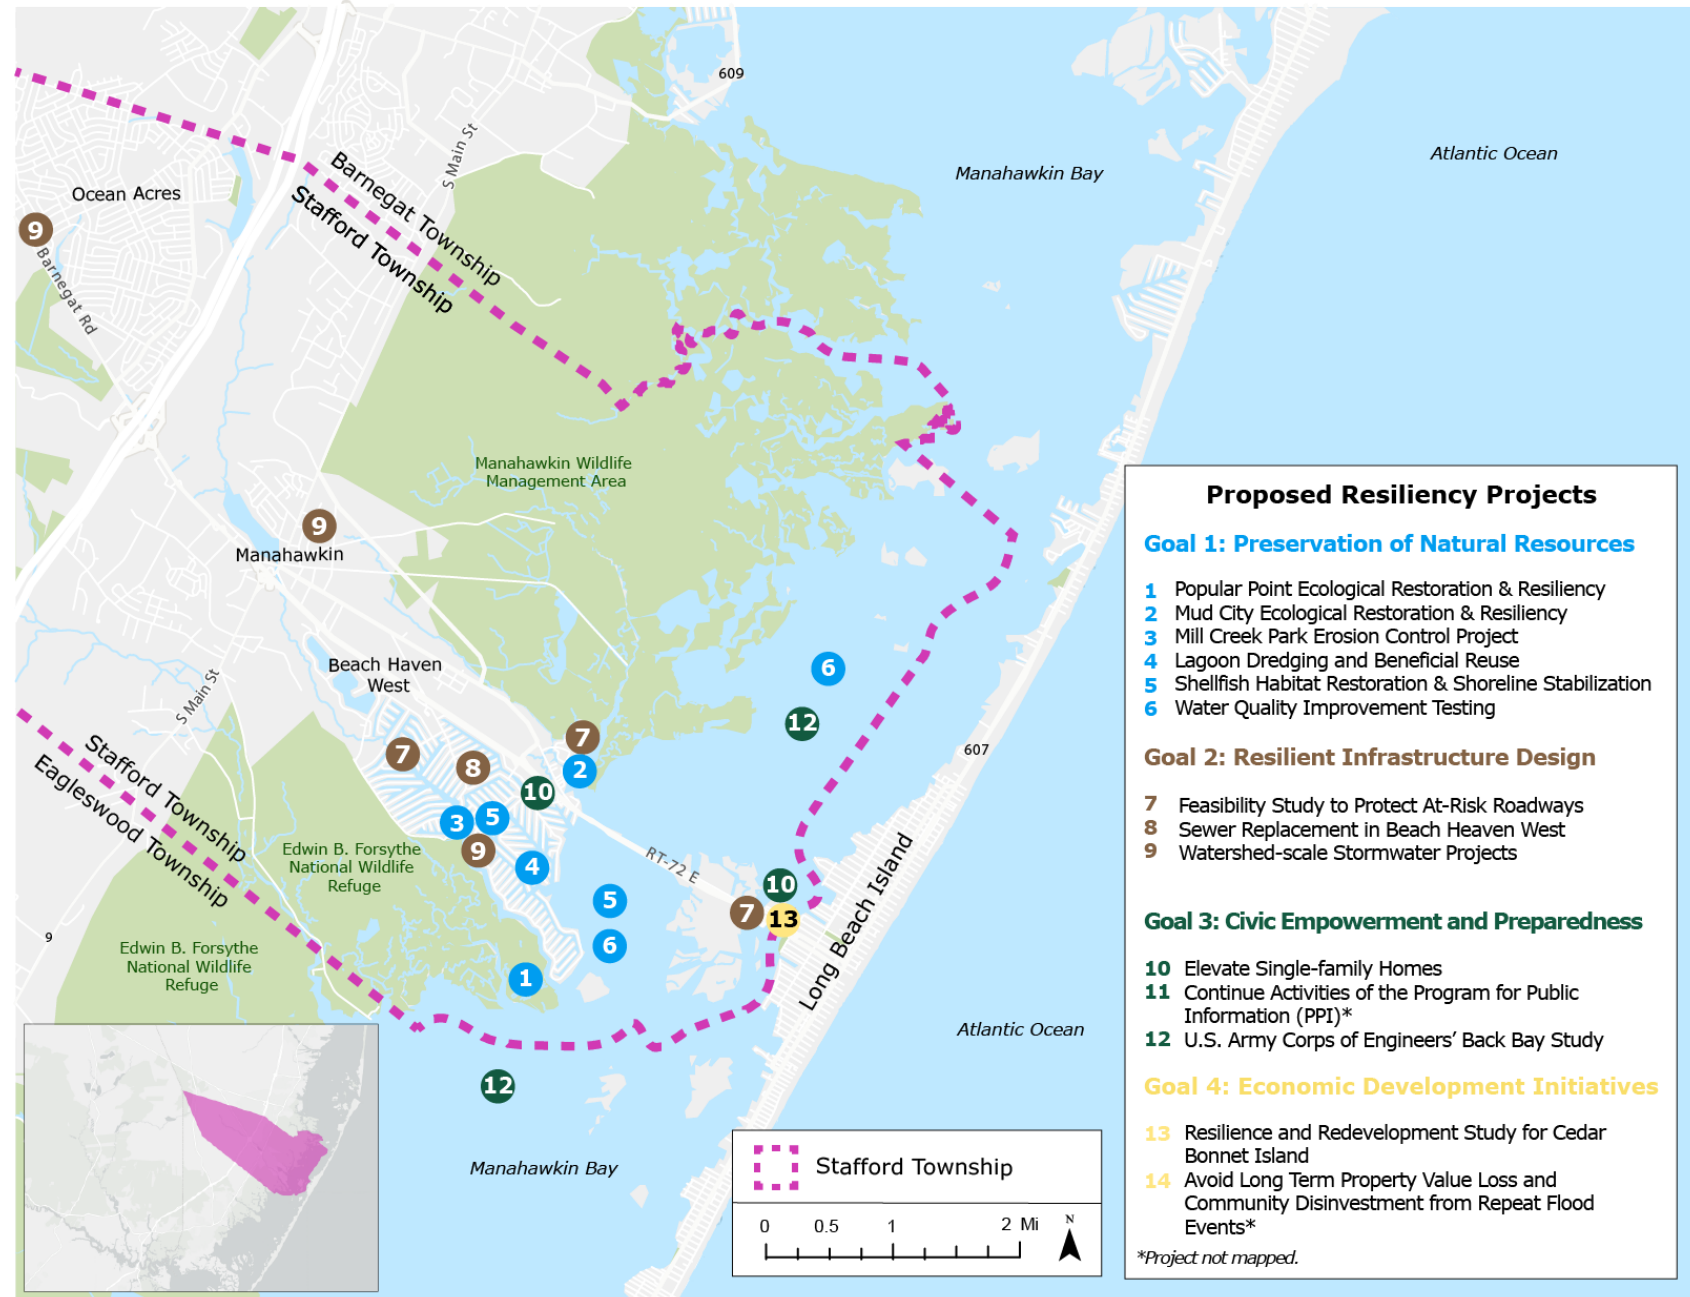 609
Manahawkin Bay
Atlantic Ocean
S Main St
Barnegat Township
Stafford Township
Ocean Acres
9
Barnegat Rd
Manahawkin Wildlife
Management Area
9
Manahawkin
Beach Haven
West
S Main St
6
12
607
7
7
8
2
10
3
5
9
4
Stafford Township
Eagleswood Township
Edwin B. Forsythe
National Wildlife
Refuge
RT-72 E
10
7
13
5
6
1
Long Beach Island
9
Edwin B. Forsythe
National Wildlife
Refuge
Atlantic Ocean
12
Manahawkin Bay
Stafford Township
0 0.5 1 2 Mi
N
Proposed Resiliency Projects
Goal 1: Preservation of Natural Resources
1 Popular Point Ecological Restoration & Resiliency
2 Mud City Ecological Restoration & Resiliency
3 Mill Creek Park Erosion Control Project
4 Lagoon Dredging and Beneficial Reuse
5 Shellfish Habitat Restoration & Shoreline Stabilization
6 Water Quality Improvement Testing
Goal 2: Resilient Infrastructure Design
7 Feasibility Study to Protect At-Risk Roadways
8 Sewer Replacement in Beach Heaven West
9 Watershed-scale Stormwater Projects
Goal 3: Civic Empowerment and Preparedness
10 Elevate Single-family Homes
11 Continue Activities of the Program for Public
Information (PPI)*
12 U.S. Army Corps of Engineers’ Back Bay Study
Goal 4: Economic Development Initiatives
13 Resilience and Redevelopment Study for Cedar
Bonnet Island
14 Avoid Long Term Property Value Loss and
Community Disinvestment from Repeat Flood
Events*
*Project not mapped.